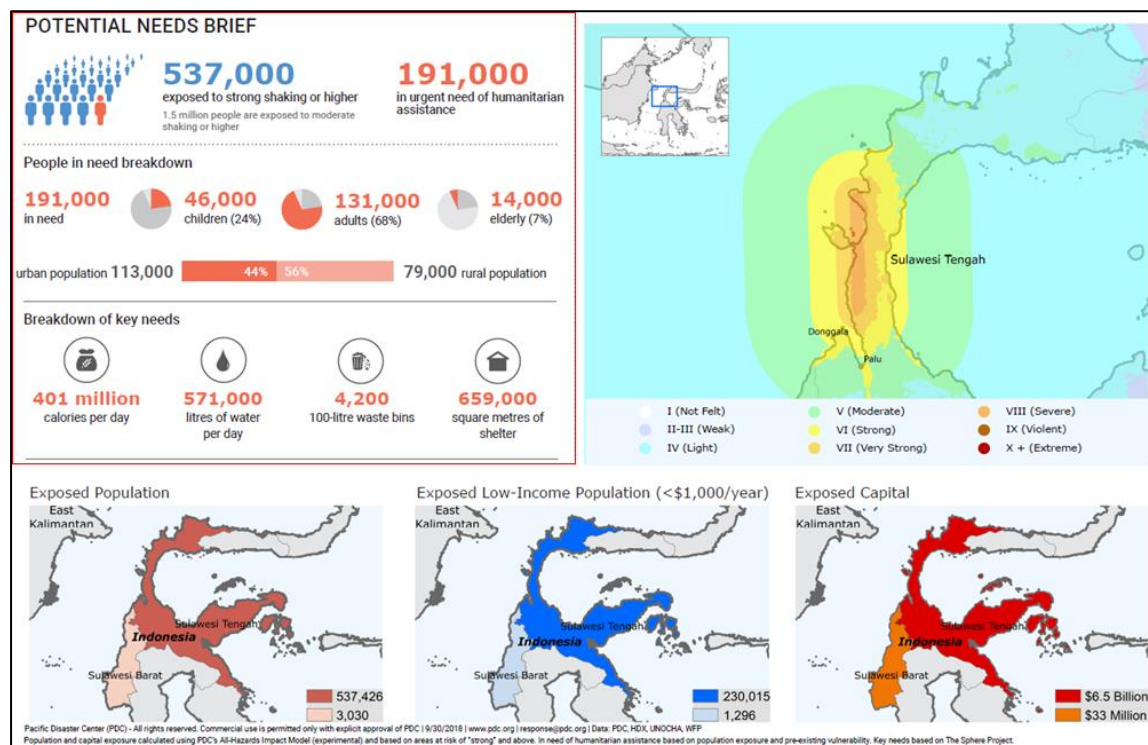 POTENTIAL NEEDS BRIEF
537,000
exposed to strong shaking or higher
1.5 million people are exposed to moderate
shaking or higher
191,000
in urgent need of humanitarian
assistance
People in need breakdown
191,000
in need
46,000
children (24%)
131,000
adults (68%)
14,000
elderly (7%)
urban population 113,000
44%
56%
79,000 rural population
Breakdown of key needs
401 million
calories per day
571,000
litres of water
per day
4,200
100-litre waste bins
659,000
square metres of
shelter
Sulawesi Tengah
Donggala
Palu
I (Not Felt)
II-III (Weak)
IV (Light)
V (Moderate)
VI (Strong)
VII (Very Strong)
VIII (Severe)
IX (Violent)
X + (Extreme)
Exposed Population
East
Kalimantan
Sulawesi Tengah
Indonesia
Sulawesi Barat
537,426
3,030
Exposed Low-Income Population (<$1,000/year)
East
Kalimantan
Sulawesi Tengah
Indonesia
Sulawesi Barat
230,015
1,296
Exposed Capital
East
Kalimantan
Sulawesi Tengah
Indonesia
Sulawesi Barat
$6.5 Billion
$33 Million
Pacific Disaster Center (PDC) - All rights reserved. Commercial use is permitted only with explicit approval of PDC | 9/30/2018 | www.pdc.org | response@pdc.org | Data: PDC, HDX, UNOCHA, WFP
Population and capital exposure calculated using PDC's All-Hazards Impact Model (experimental) and based on areas at risk of "strong" and above. In need of humanitarian assistance based on population exposure and pre-existing vulnerability. Key needs based on The Sphere Project.